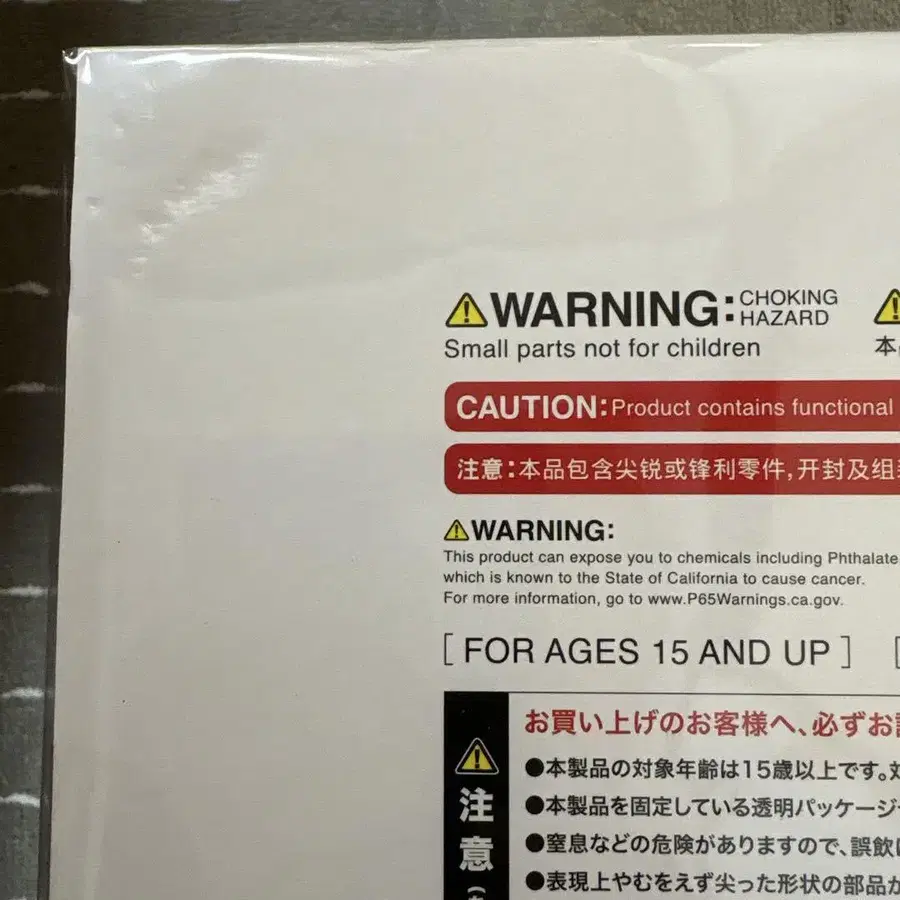 WARNING: CHOKING HAZARD
Small parts not for children
本
CAUTION: Product contains functional
注意:本品包含尖锐或锋利零件,开封及组
WARNING:
This product can expose you to chemicals including Phthalate
which is known to the State of California to cause cancer.
For more information, go to www.P65Warnings.ca.gov.
[ FOR AGES 15 AND UP ] [
お買い上げのお客様へ、必ずお
●本製品の対象年齢は15歳以上です。対
●本製品を固定している透明パッケージ
●窒息などの危険がありますので、誤飲
●表現上やむをえず尖った形状の部品が
注意